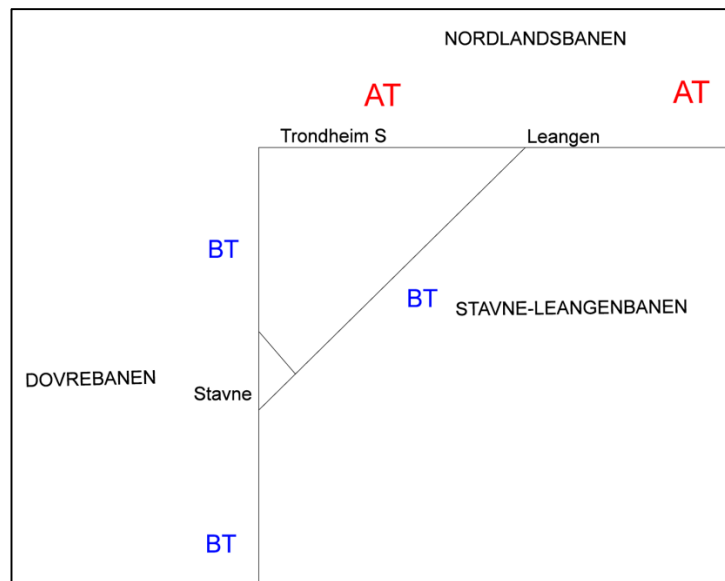 NORDLANDSBANEN
AT
AT
Trondheim S
Leangen
BT
BT
STAVNE-LEANGENBANEN
DOVREBANEN
Stavne
BT